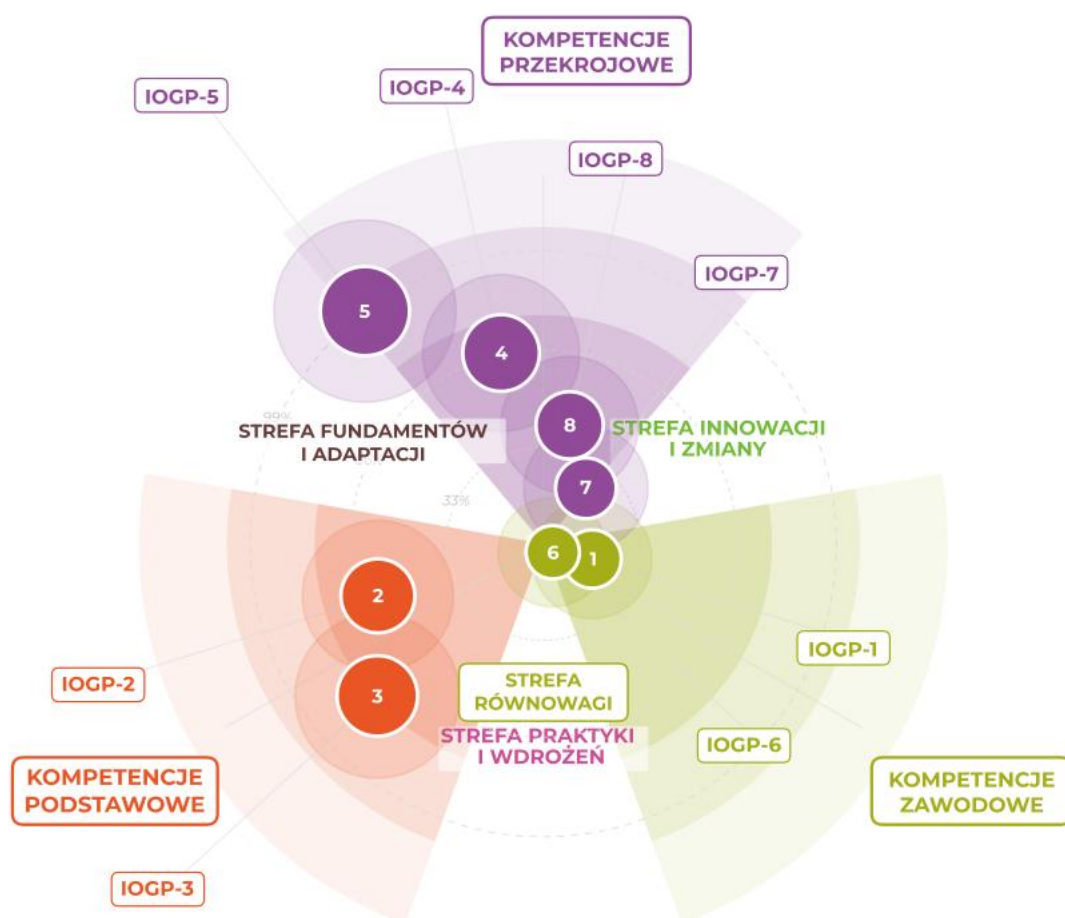 KOMPETENCJE
PRZEKROJOWE
IOGP-5
IOGP-4
IOGP-8
IOGP-7
5
4
8
7
STREFA FUNDAMENTÓW
I ADAPTACJI
STREFA INNOWACJI
I ZMIANY
33%
6
1
2
3
IOGP-1
IOGP-2
IOGP-6
STREFA
RÓWNOWAGI
STREFA PRAKTYKI
I WDROŻEŃ
KOMPETENCJE
PODSTAWOWE
KOMPETENCJE
ZAWODOWE
IOGP-3